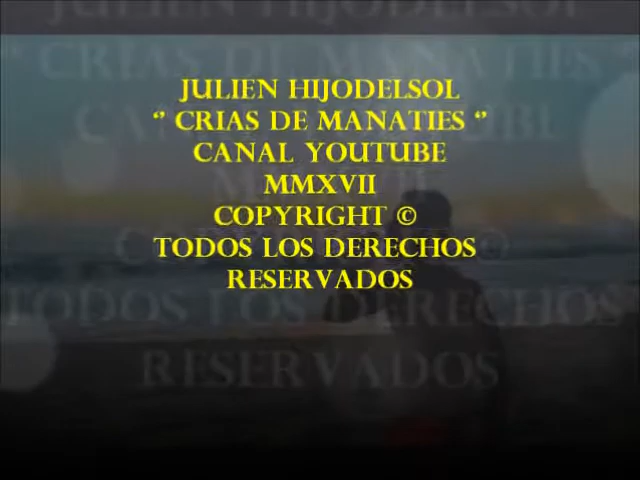 JULIEN HIJODELSOL
“ CRIAS DE MANATIES “
CANAL YOUTUBE
MMXVII
COPYRIGHT ©
TODOS LOS DERECHOS
RESERVADOS